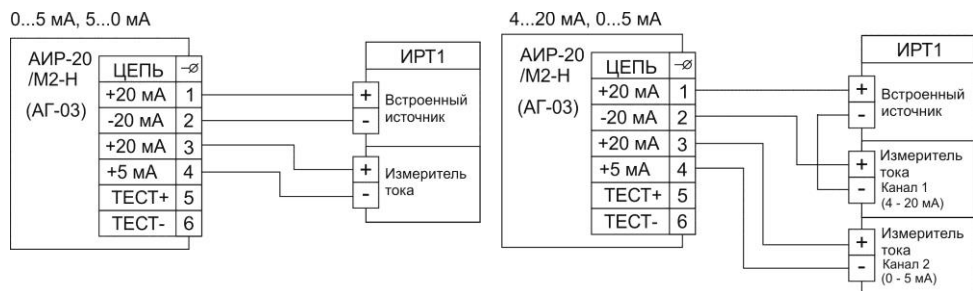 0...5 мА, 5...0 мА
АИР-20
/М2-Н
(АГ-03)
ЦЕПЬ –Ø
+20 мА 1
-20 мА 2
+20 мА 3
+5 мА 4
ТЕСТ+ 5
ТЕСТ- 6
ИРТ1
+
-
Встроенный
источник
+
-
Измеритель
тока
4...20 мА, 0...5 мА
АИР-20
/М2-Н
(АГ-03)
ЦЕПЬ –Ø
+20 мА 1
-20 мА 2
+20 мА 3
+5 мА 4
ТЕСТ+ 5
ТЕСТ- 6
ИРТ1
+
-
Встроенный
источник
+
-
Измеритель
тока
Канал 1
(4 - 20 мА)
+
-
Измеритель
тока
Канал 2
(0 - 5 мА)